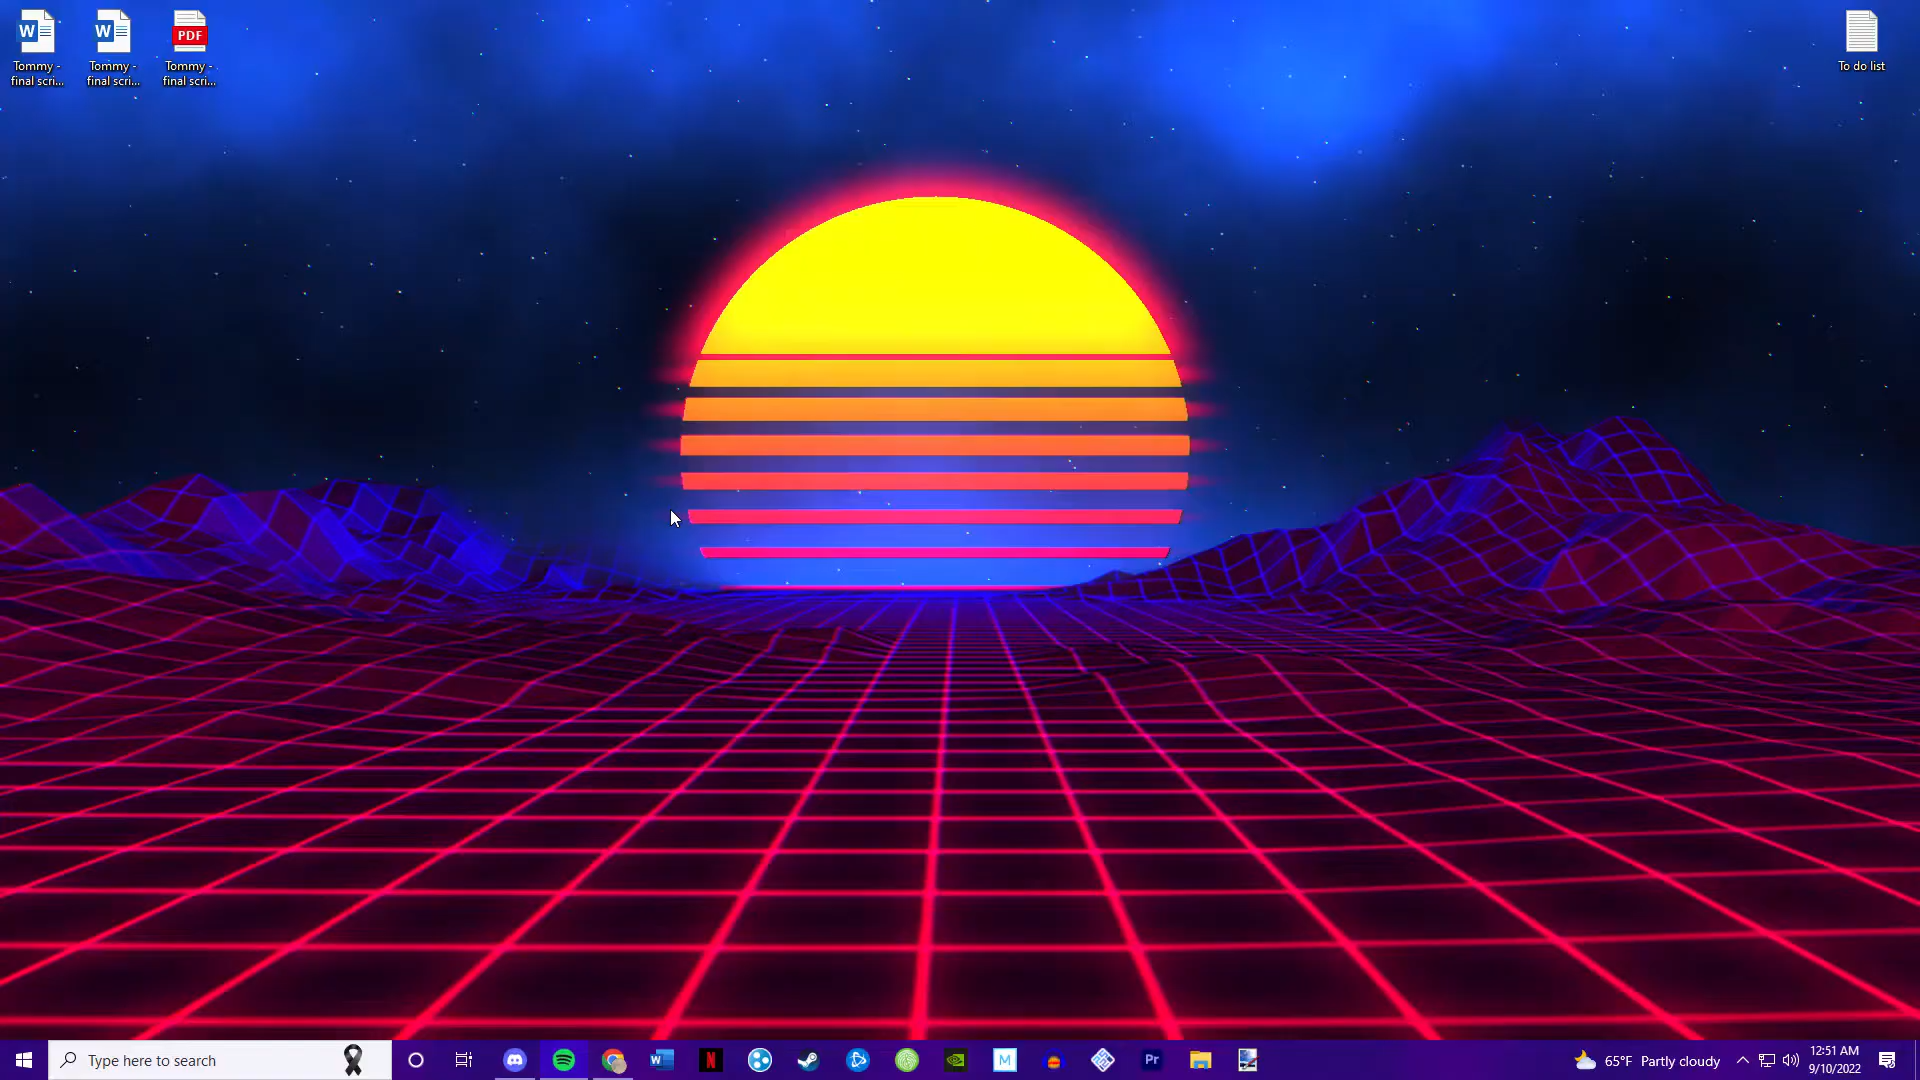 Tommy -
final scri...
Tommy -
final scri...
PDF
Tommy -
final scri...
To do list
Type here to search
W
N
M
Pr
65°F Partly cloudy
12:51 AM
9/10/2022